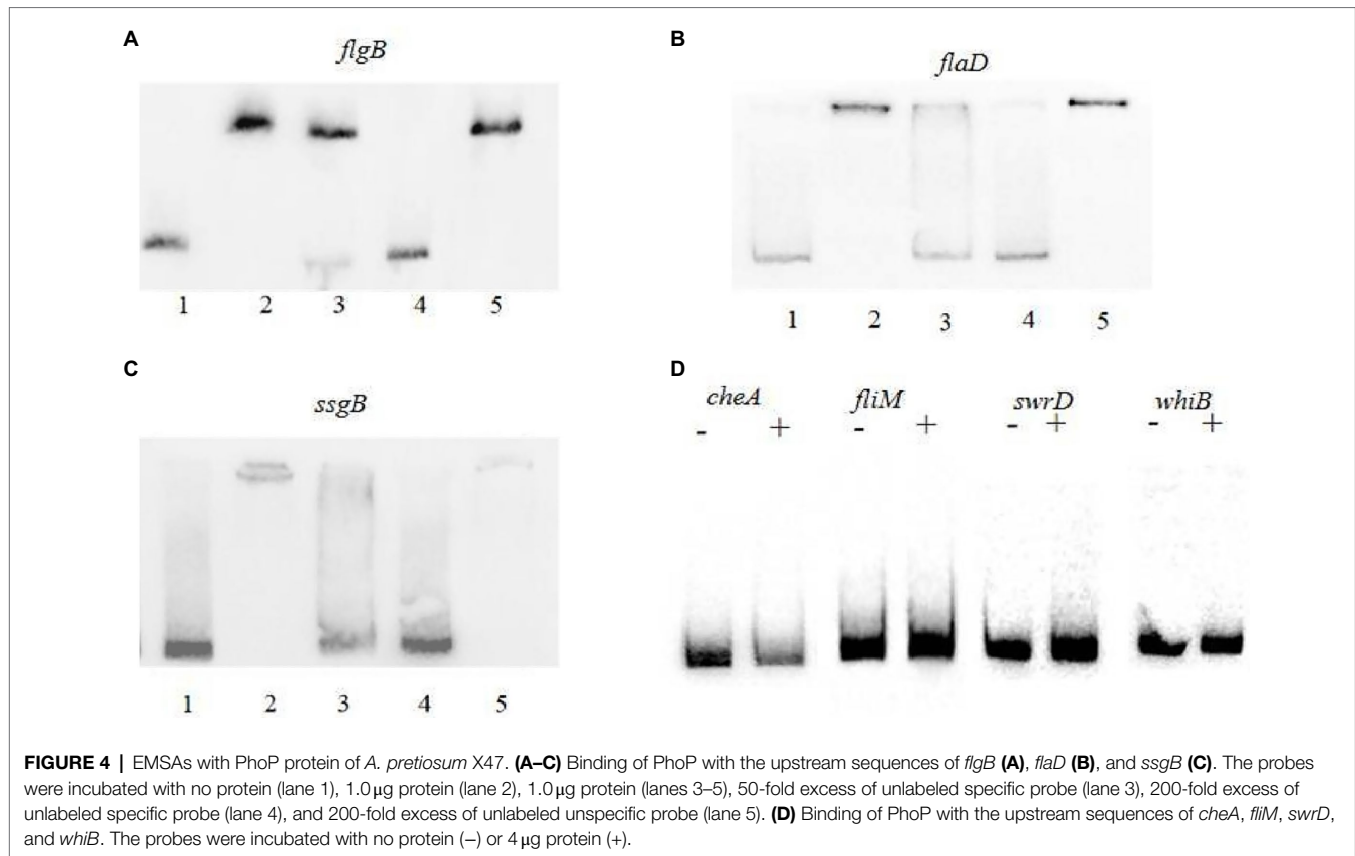 A
flgB
1 2 3 4 5
B
flaD
1 2 3 4 5
C
ssgB
1 2 3 4 5
D
cheA fliM swrD whiB
- + - + - + - +
FIGURE 4 | EMSAs with PhoP protein of A. pretiosum X47. (A–C) Binding of PhoP with the upstream sequences of flgB (A), flaD (B), and ssgB (C). The probes
were incubated with no protein (lane 1), 1.0 μg protein (lane 2), 1.0 μg protein (lanes 3–5), 50-fold excess of unlabeled specific probe (lane 3), 200-fold excess of
unlabeled specific probe (lane 4), and 200-fold excess of unlabeled unspecific probe (lane 5). (D) Binding of PhoP with the upstream sequences of cheA, fliM, swrD,
and whiB. The probes were incubated with no protein (−) or 4 μg protein (+).